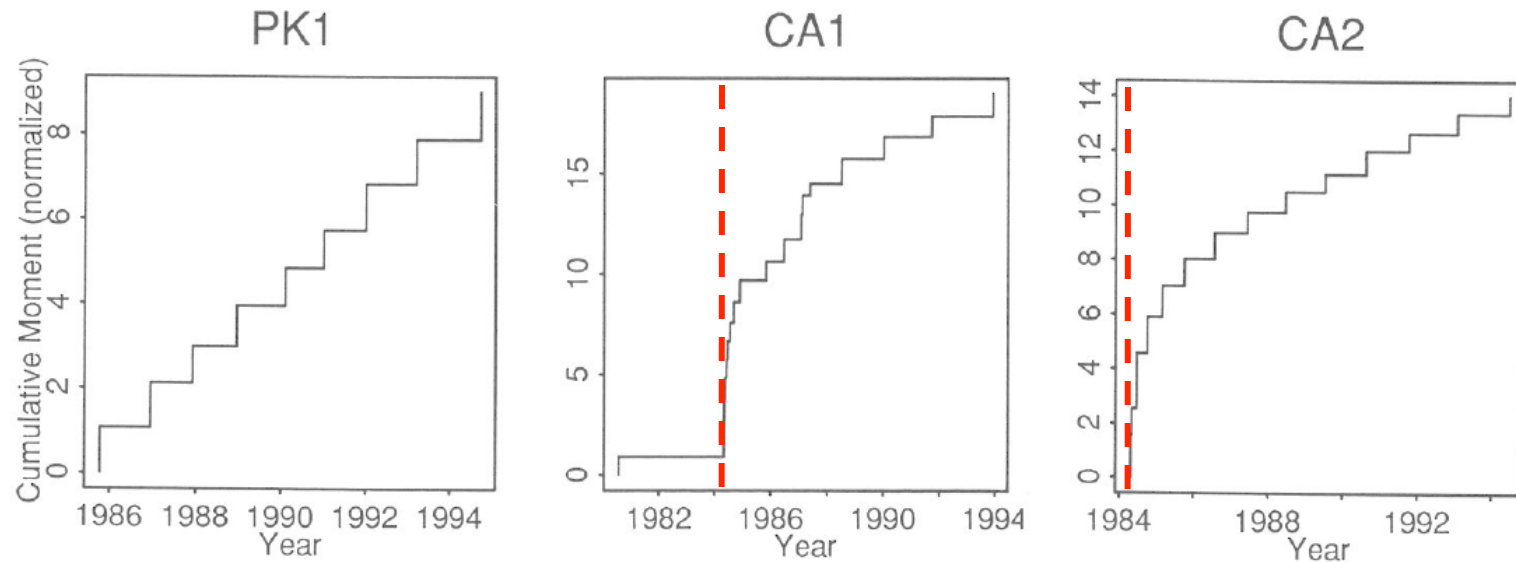 PK1
CA1
CA2
Cumulative Moment (normalized)
0 2 4 6 8
1986 1988 1990 1992 1994
Year
0 5 10 15
1982 1986 1990 1994
Year
0 2 4 6 8 10 12 14
1984 1988 1992
Year